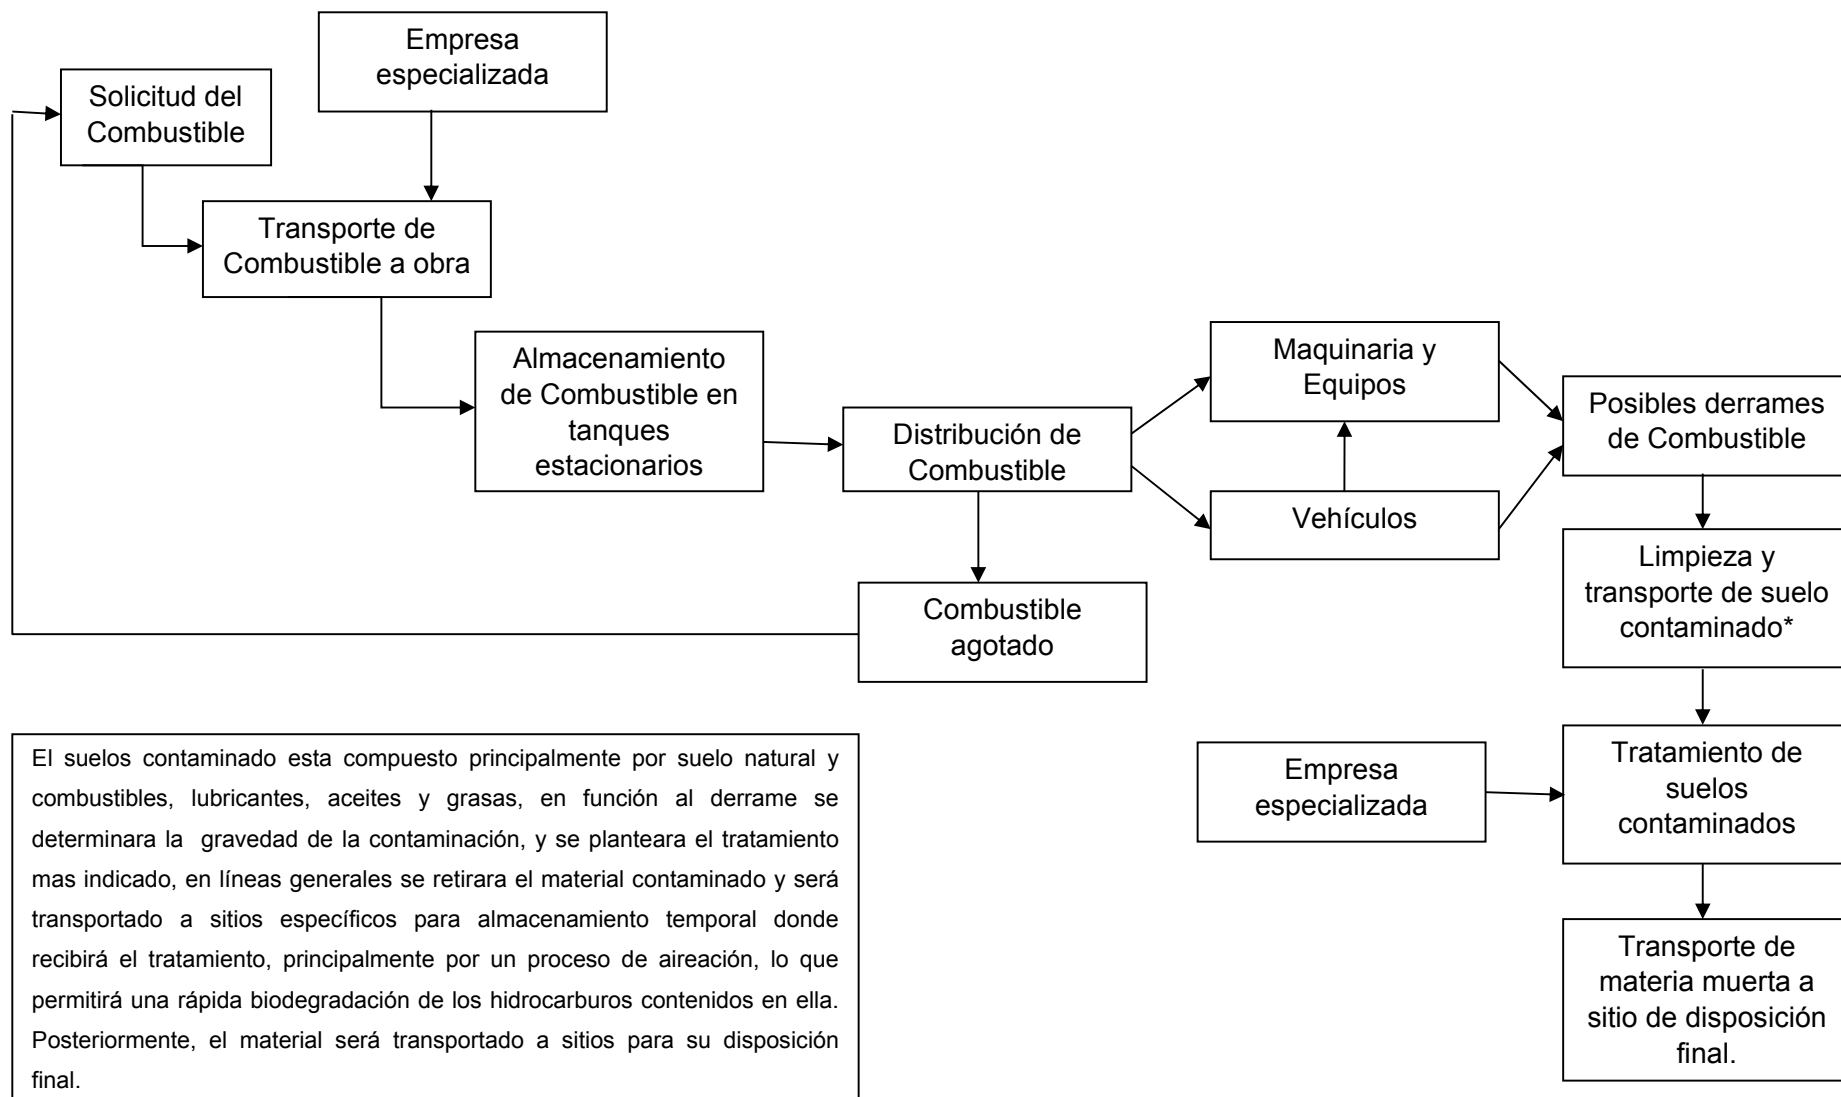 Empresa
especializada
Solicitud del
Combustible
Transporte de
Combustible a obra
Almacenamiento
de Combustible en
tanques
estacionarios
Distribución de
Combustible
Maquinaria y
Equipos
Vehículos
Posibles derrames
de Combustible
Combustible
agotado
Limpieza y
transporte de suelo
contaminado*
Empresa
especializada
Tratamiento de
suelos
contaminados
Transporte de
materia muerta a
sitio de disposición
final.
El suelos contaminado esta compuesto principalmente por suelo natural y
combustibles, lubricantes, aceites y grasas, en función al derrame se
determinara la gravedad de la contaminación, y se planteara el tratamiento
mas indicado, en líneas generales se retirara el material contaminado y será
transportado a sitios específicos para almacenamiento temporal donde
recibirá el tratamiento, principalmente por un proceso de aireación, lo que
permitirá una rápida biodegradación de los hidrocarburos contenidos en ella.
Posteriormente, el material será transportado a sitios para su disposición
final.